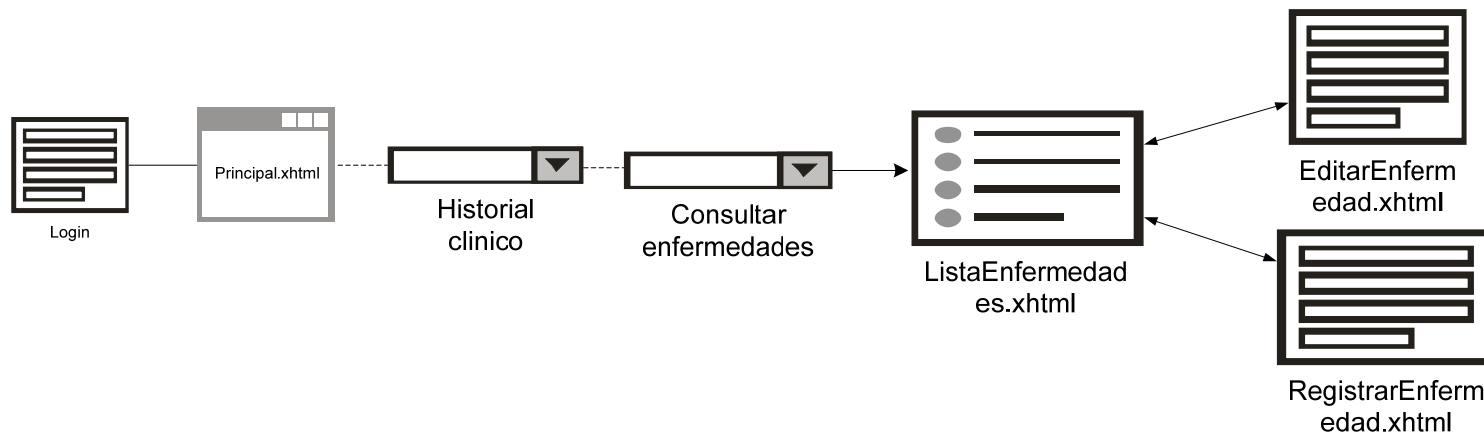 Login
Principal.xhtml
Historial
clinico
Consultar
enfermedades
ListaEnfermedad
es.xhtml
EditarEnferm
edad.xhtml
RegistrarEnferm
edad.xhtml